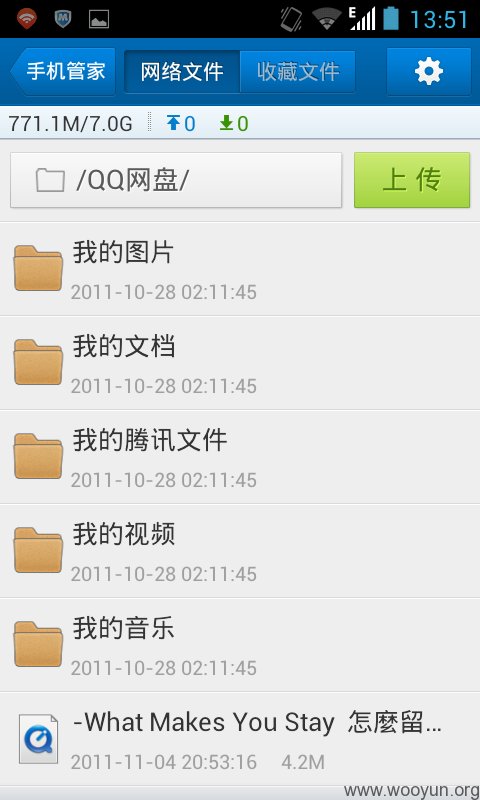 E 13:51
手机管家 网络文件 收藏文件
771.1M/7.0G 0 0
/QQ网盘/ 上传
我的图片
2011-10-28 02:11:45
我的文档
2011-10-28 02:11:45
我的腾讯文件
2011-10-28 02:11:45
我的视频
2011-10-28 02:11:45
我的音乐
2011-10-28 02:11:45
-What Makes You Stay 怎麼留...
2011-11-04 20:53:16 4.2M
www.wooyun.org